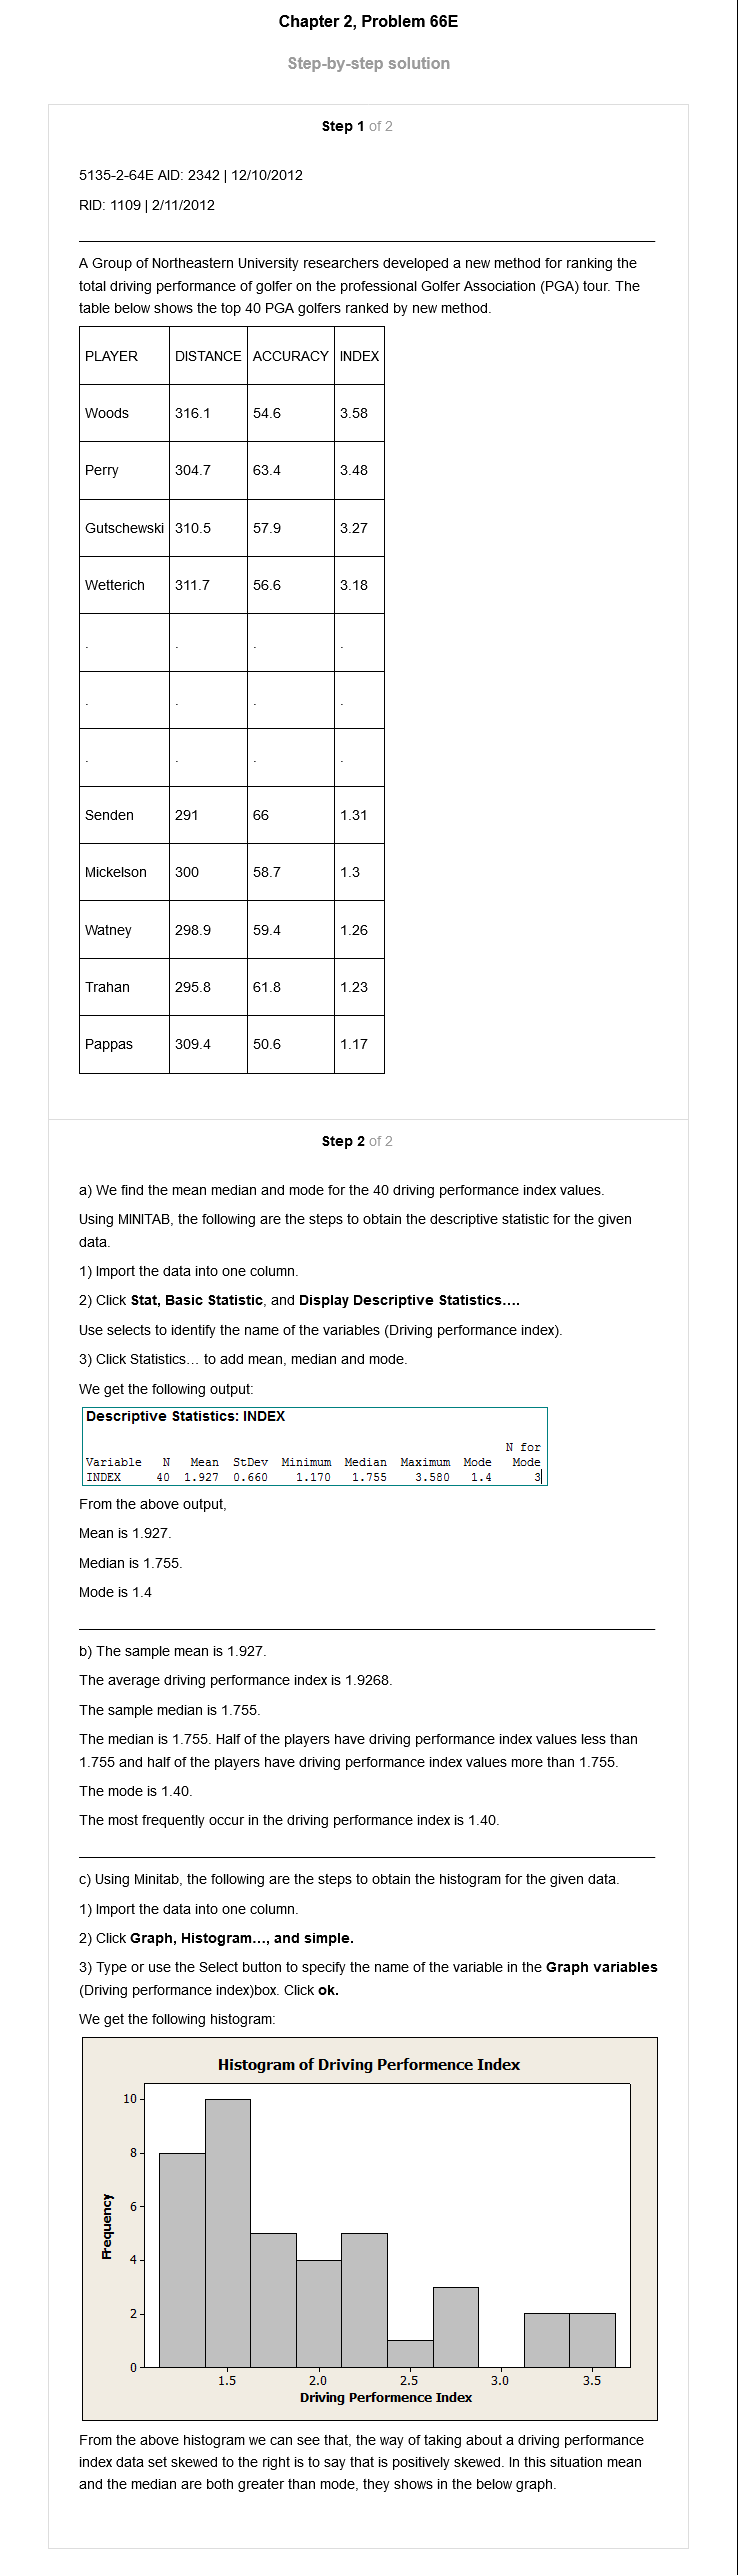 Chapter 2, Problem 66E
Step-by-step solution
Step 1 of 2
5135-2-64E AID: 2342 | 12/10/2012
RID: 1109 | 2/11/2012
A Group of Northeastern University researchers developed a new method for ranking the
total driving performance of golfer on the professional Golfer Association (PGA) tour. The
table below shows the top 40 PGA golfers ranked by new method.
PLAYER DISTANCE ACCURACY INDEX
Woods 316.1 54.6 3.58
Perry 304.7 63.4 3.48
Gutschewski 310.5 57.9 3.27
Wetterich 311.7 56.6 3.18
. . . .
. . . .
. . . .
Senden 291 66 1.31
Mickelson 300 58.7 1.3
Watney 298.9 59.4 1.26
Trahan 295.8 61.8 1.23
Pappas 309.4 50.6 1.17
Step 2 of 2
a) We find the mean median and mode for the 40 driving performance index values.
Using MINITAB, the following are the steps to obtain the descriptive statistic for the given
data.
1) Import the data into one column.
2) Click Stat, Basic Statistic, and Display Descriptive Statistics….
Use selects to identify the name of the variables (Driving performance index).
3) Click Statistics… to add mean, median and mode.
We get the following output:
Descriptive Statistics: INDEX
N for
Variable N Mean StDev Minimum Median Maximum Mode Mode
INDEX 40 1.927 0.660 1.170 1.755 3.580 1.4 3
From the above output,
Mean is 1.927.
Median is 1.755.
Mode is 1.4
b) The sample mean is 1.927.
The average driving performance index is 1.9268.
The sample median is 1.755.
The median is 1.755. Half of the players have driving performance index values less than
1.755 and half of the players have driving performance index values more than 1.755.
The mode is 1.40.
The most frequently occur in the driving performance index is 1.40.
c) Using Minitab, the following are the steps to obtain the histogram for the given data.
1) Import the data into one column.
2) Click Graph, Histogram…, and simple.
3) Type or use the Select button to specify the name of the variable in the Graph variables
(Driving performance index)box. Click ok.
We get the following histogram:
Histogram of Driving Performence Index
10
8
6
4
2
0
Frequency
1.5 2.0 2.5 3.0 3.5
Driving Performence Index
From the above histogram we can see that, the way of taking about a driving performance
index data set skewed to the right is to say that is positively skewed. In this situation mean
and the median are both greater than mode, they shows in the below graph.